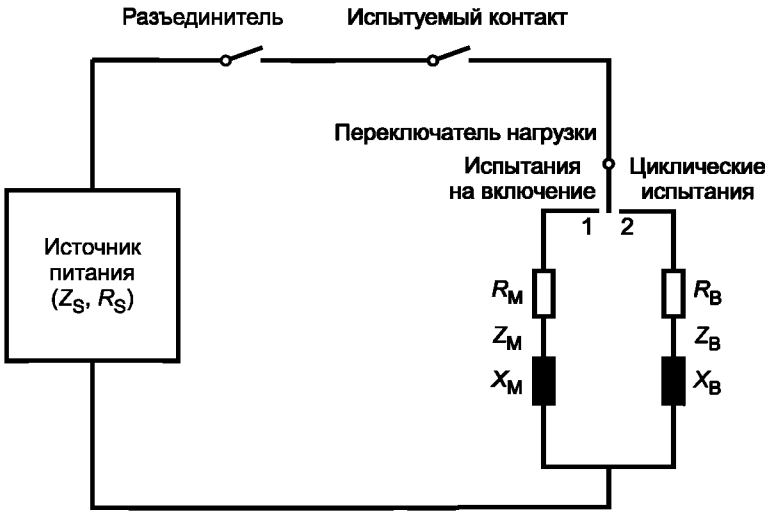 Разъединитель
Испытуемый контакт
Переключатель нагрузки
Испытания
на включение
Циклические
испытания
1 2
Источник
питания
(ZS, RS)
RM
RB
ZM
ZB
XM
XB